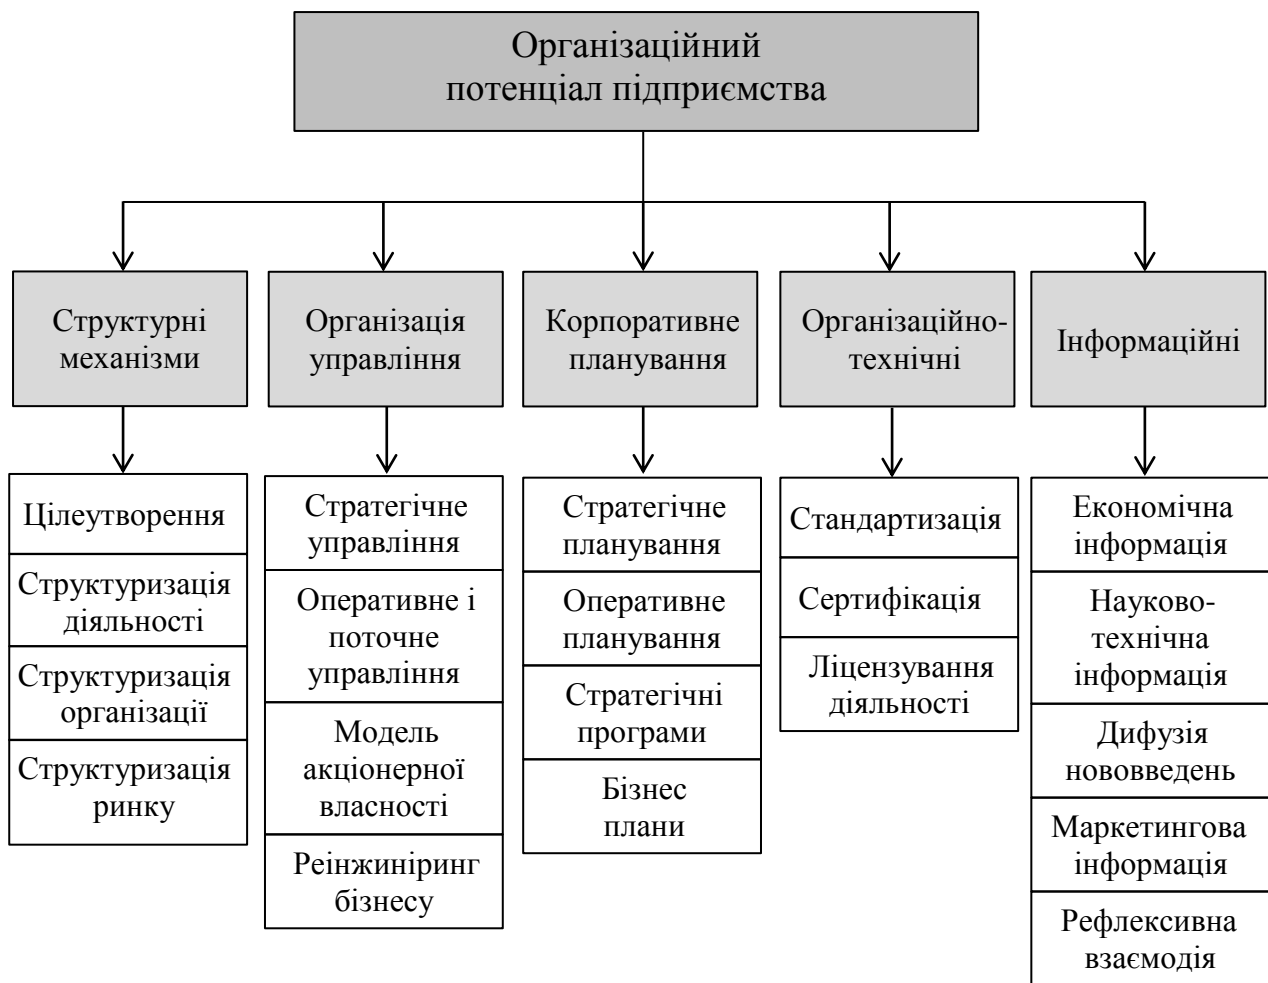 Організаційний
потенціал підприємства
Структурні
механізми
Організація
управління
Корпоративне
планування
Організаційно-
технічні
Інформаційні
Цілеутворення
Структуризація
діяльності
Структуризація
організації
Структуризація
ринку
Стратегічне
управління
Оперативне і
поточне
управління
Модель
акціонерної
власності
Реінжиніринг
бізнесу
Стратегічне
планування
Оперативне
планування
Стратегічні
програми
Бізнес
плани
Стандартизація
Сертифікація
Ліцензування
діяльності
Економічна
інформація
Науково-
технічна
інформація
Дифузія
нововведень
Маркетингова
інформація
Рефлексивна
взаємодія